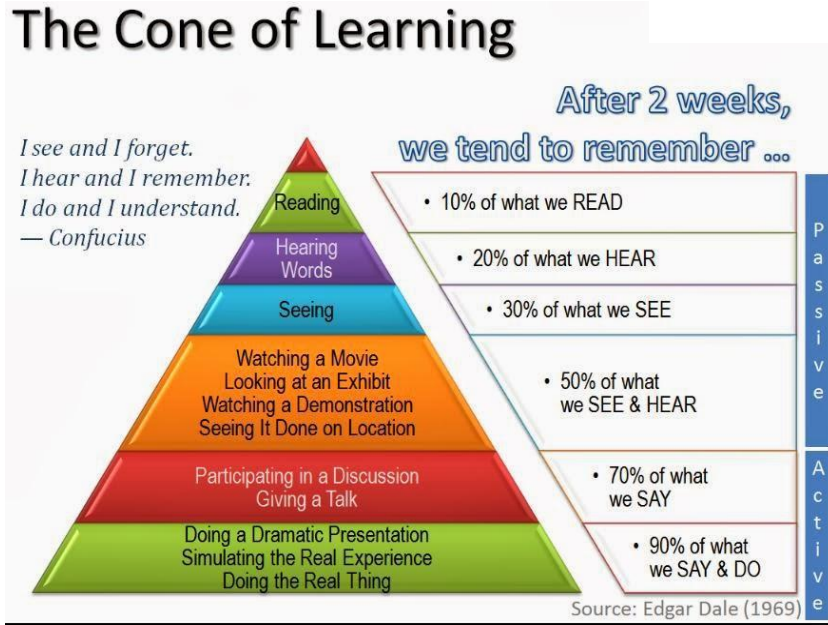 The Cone of Learning
After 2 weeks,
we tend to remember ...
I see and I forget.
I hear and I remember.
I do and I understand.
— Confucius
Reading
• 10% of what we READ
Hearing
Words
• 20% of what we HEAR
Seeing
• 30% of what we SEE
Watching a Movie
Looking at an Exhibit
Watching a Demonstration
Seeing It Done on Location
• 50% of what
we SEE & HEAR
Participating in a Discussion
Giving a Talk
• 70% of what
we SAY
Doing a Dramatic Presentation
Simulating the Real Experience
Doing the Real Thing
• 90% of what
we SAY & DO
Passive
Active
Source: Edgar Dale (1969)